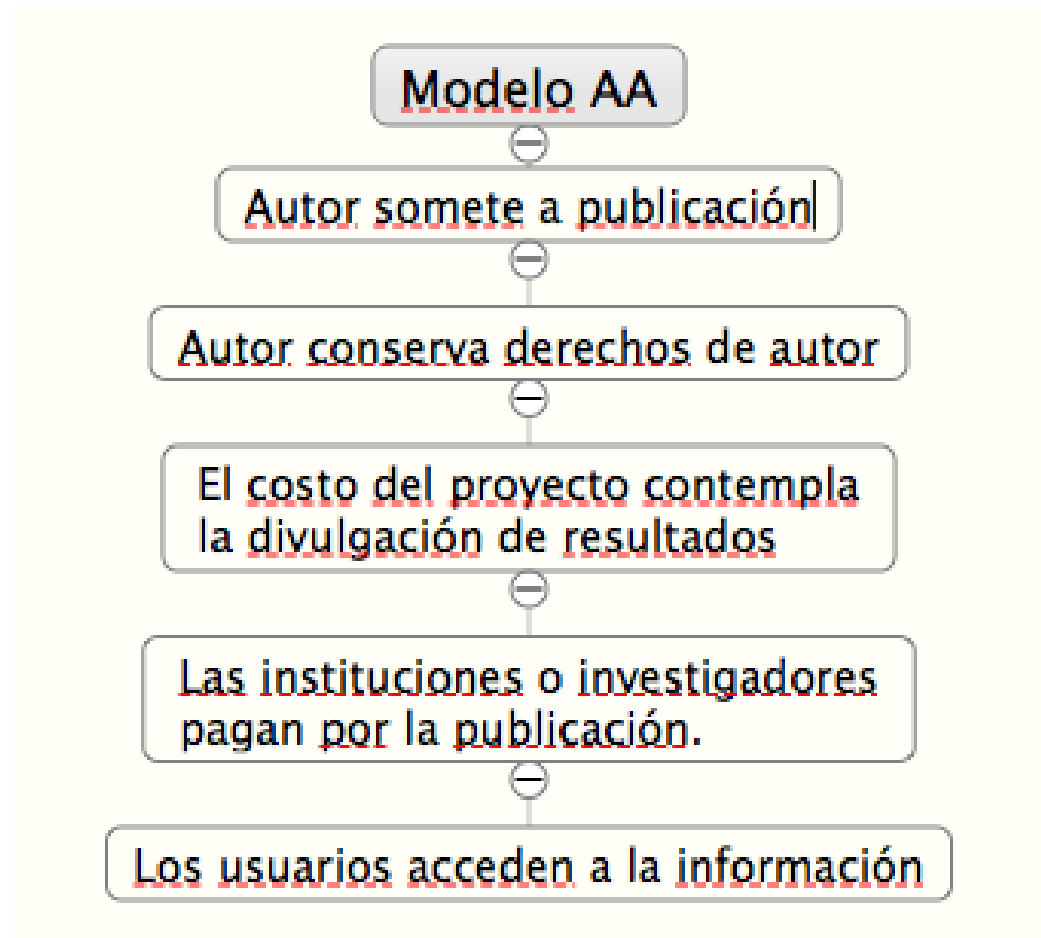 Modelo AA
Autor somete a publicación
Autor conserva derechos de autor
El costo del proyecto contempla
la divulgación de resultados
Las instituciones o investigadores
pagan por la publicación.
Los usuarios acceden a la información